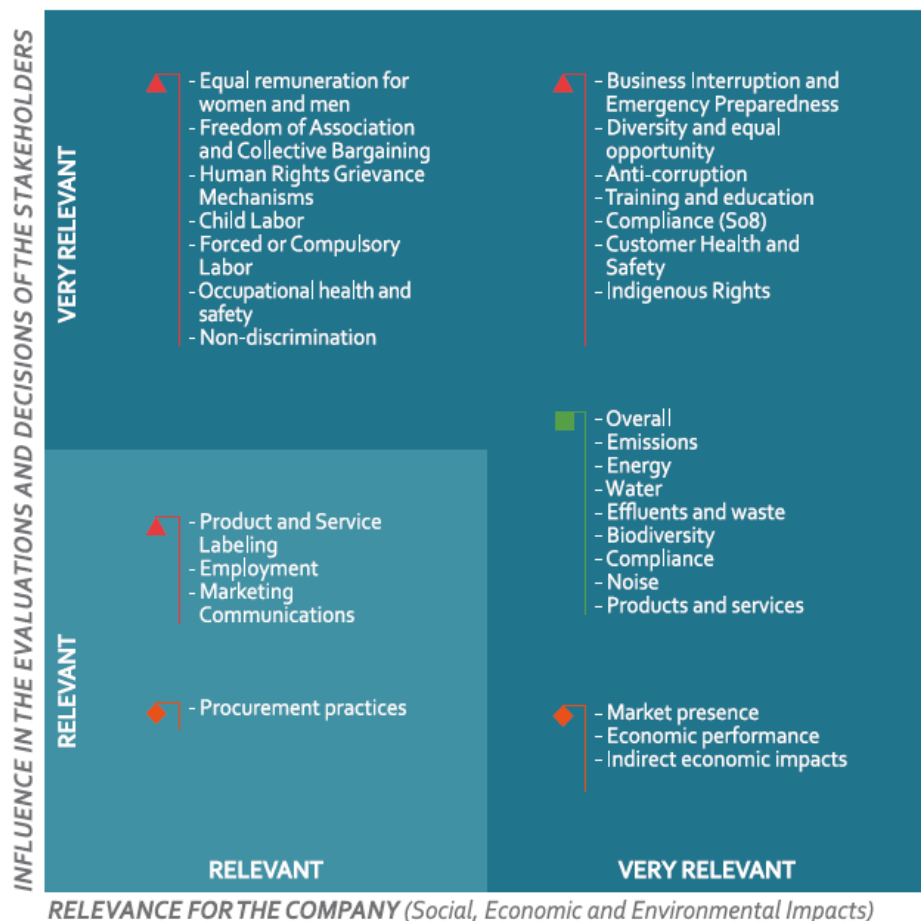 INFLUENCE IN THE EVALUATIONS AND DECISIONS OF THE STAKEHOLDERS
VERY RELEVANT
- Equal remuneration for
women and men
- Freedom of Association
and Collective Bargaining
- Human Rights Grievance
Mechanisms
- Child Labor
- Forced or Compulsory
Labor
- Occupational health and
safety
- Non-discrimination
- Business Interruption and
Emergency Preparedness
- Diversity and equal
opportunity
- Anti-corruption
- Training and education
- Compliance (So8)
- Customer Health and
Safety
- Indigenous Rights
- Overall
- Emissions
- Energy
- Water
- Effluents and waste
- Biodiversity
- Compliance
- Noise
- Products and services
RELEVANT
- Product and Service
Labeling
- Employment
- Marketing
Communications
- Procurement practices
- Market presence
- Economic performance
- Indirect economic impacts
RELEVANT
VERY RELEVANT
RELEVANCE FOR THE COMPANY (Social, Economic and Environmental Impacts)